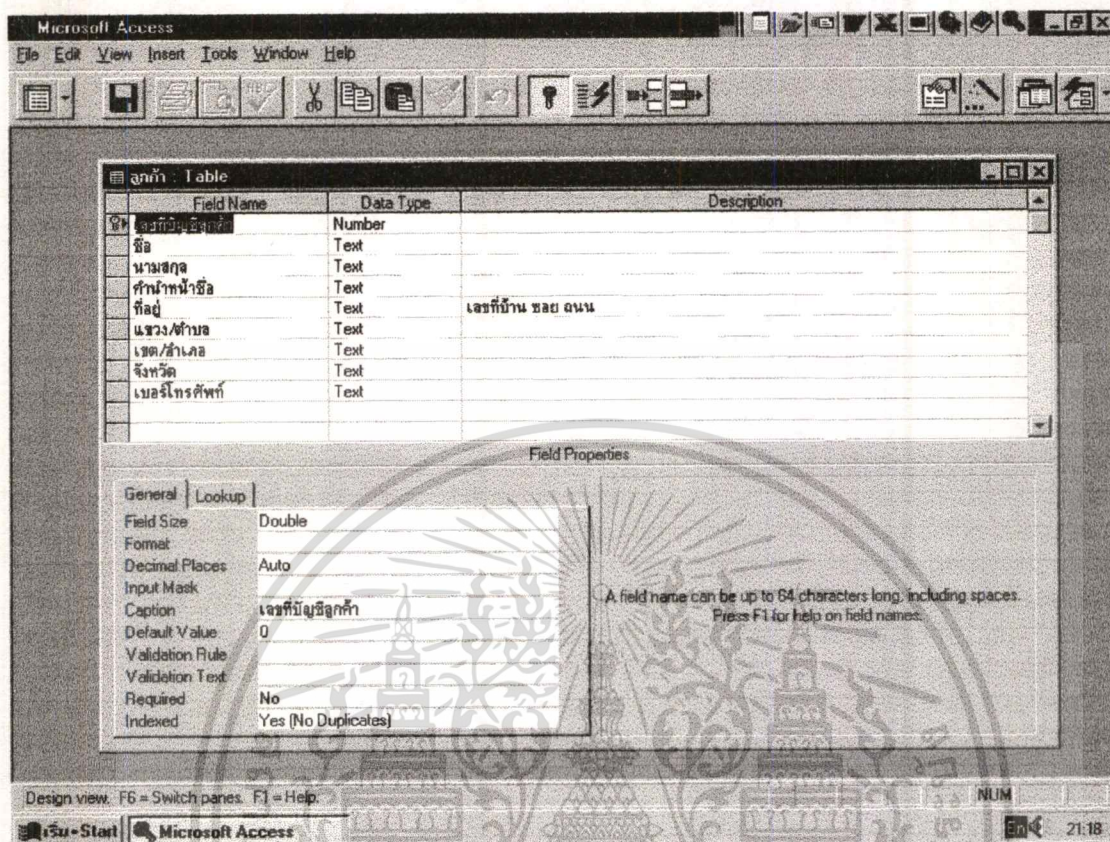 Microsoft Access
File Edit View Insert Tools Window Help
ลูกค้า : Table
Field Name Data Type Description
เลขที่บัญชีลูกค้า Number
ชื่อ Text
นามสกุล Text
คำนำหน้าชื่อ Text
ที่อยู่ Text เลขที่บ้าน ซอย ถนน
แขวง/ตำบล Text
เขต/อำเภอ Text
จังหวัด Text
เบอร์โทรศัพท์ Text
Field Properties
General Lookup
Field Size Double
Format
Decimal Places Auto
Input Mask
Caption เลขที่บัญชีลูกค้า
Default Value 0
Validation Rule
Validation Text
Required No
Indexed Yes (No Duplicates)
A field name can be up to 64 characters long, including spaces.
Press F1 for help on field names.
Design view. F6 = Switch panes. F1 = Help. NUM
เริ่ม-Start Microsoft Access En 21:18